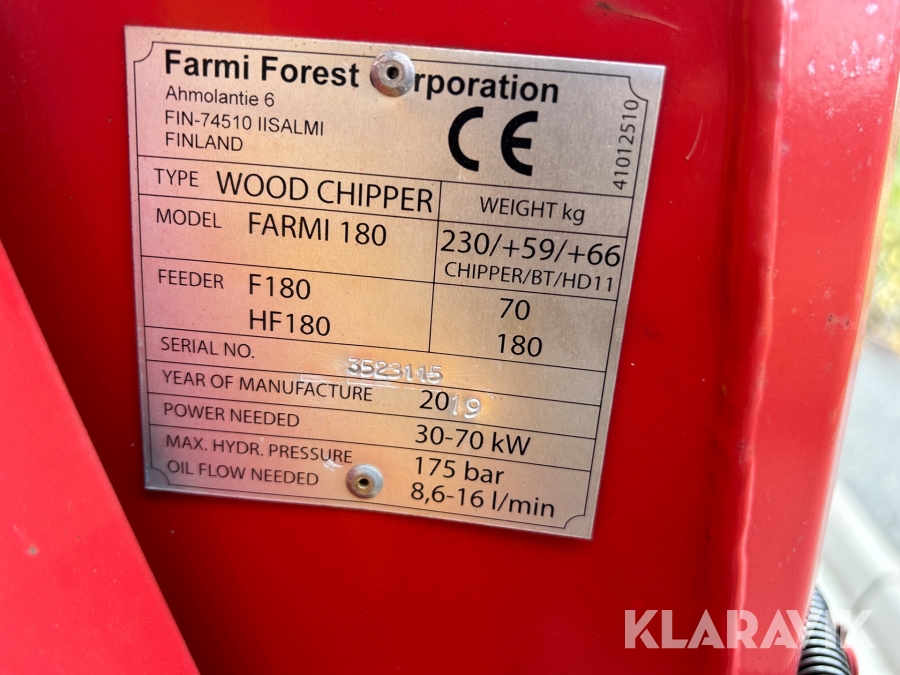 Farmi Forest Corporation
Ahmolantie 6
FIN-74510 IISALMI
FINLAND
CE
41012510
TYPE WOOD CHIPPER
WEIGHT kg
MODEL FARMI 180
230/+59/+66
CHIPPER/BT/HD11
FEEDER F180 70
HF180 180
SERIAL NO. 3523115
YEAR OF MANUFACTURE 2019
POWER NEEDED 30-70 kW
MAX. HYDR. PRESSURE 175 bar
OIL FLOW NEEDED 8,6-16 l/min
KLARAVIK